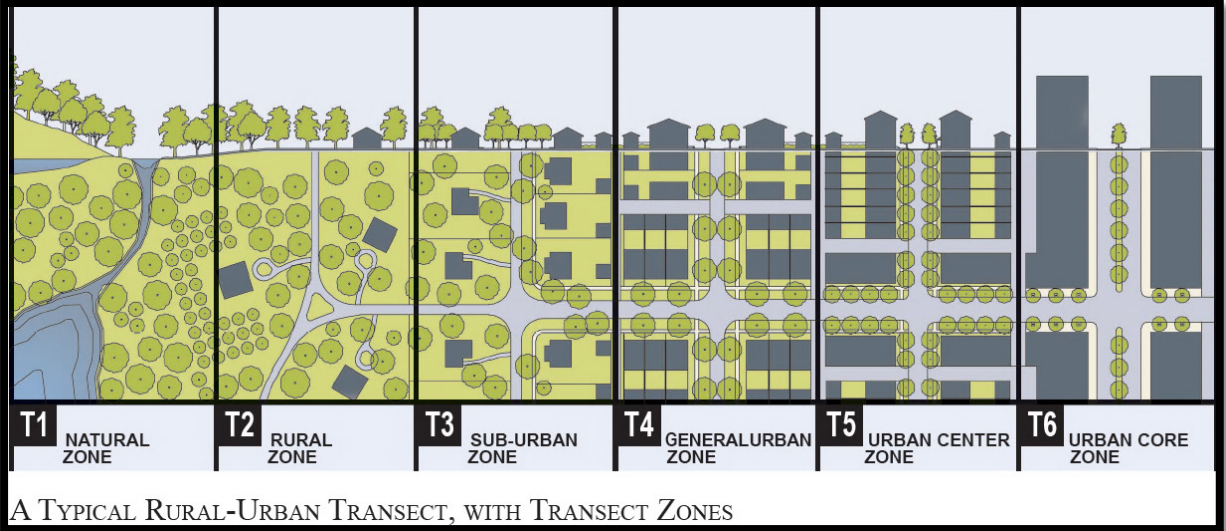 T1 NATURAL
ZONE
T2 RURAL
ZONE
T3 SUB-URBAN
ZONE
T4 GENERALURBAN
ZONE
T5 URBAN CENTER
ZONE
T6 URBAN CORE
ZONE
A TYPICAL RURAL-URBAN TRANSECT, WITH TRANSECT ZONES